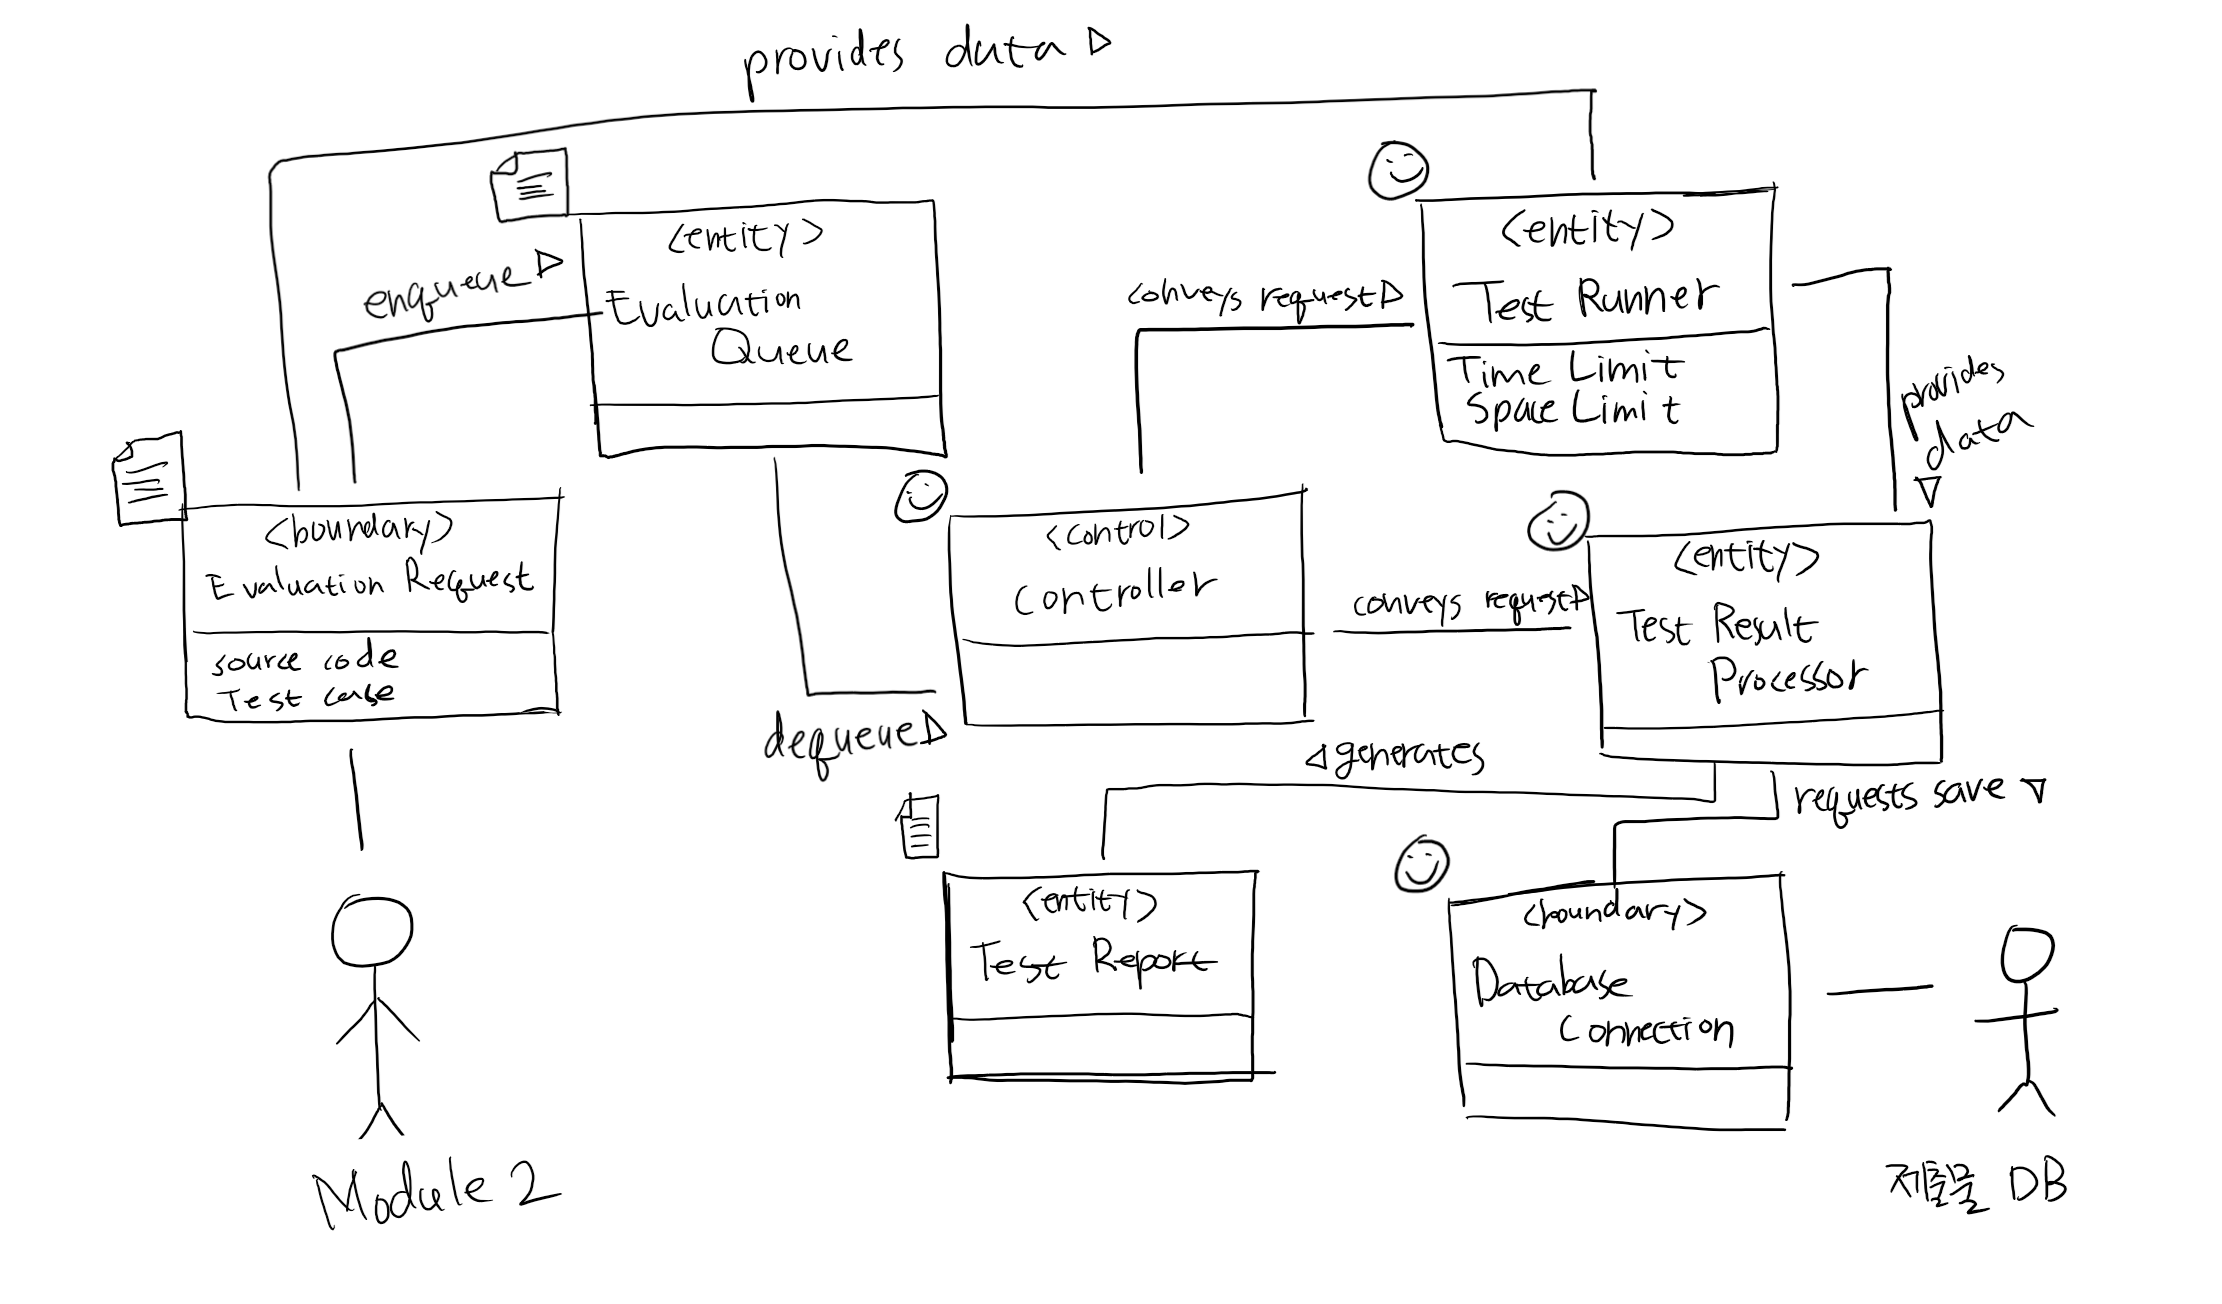 provides data ▷
<entity>
Evaluation
Queue
enqueue ▷
<entity>
Test Runner
Time Limit
Space Limit
conveys request ▷
provides
data
▽
<boundary>
Evaluation Request
source code
Test case
<control>
Controller
dequeue ▷
conveys request ▷
<entity>
Test Result
Processor
◁ generates
requests save ▽
<entity>
Test Report
<boundary>
Database
Connection
Module 2
제출물 DB